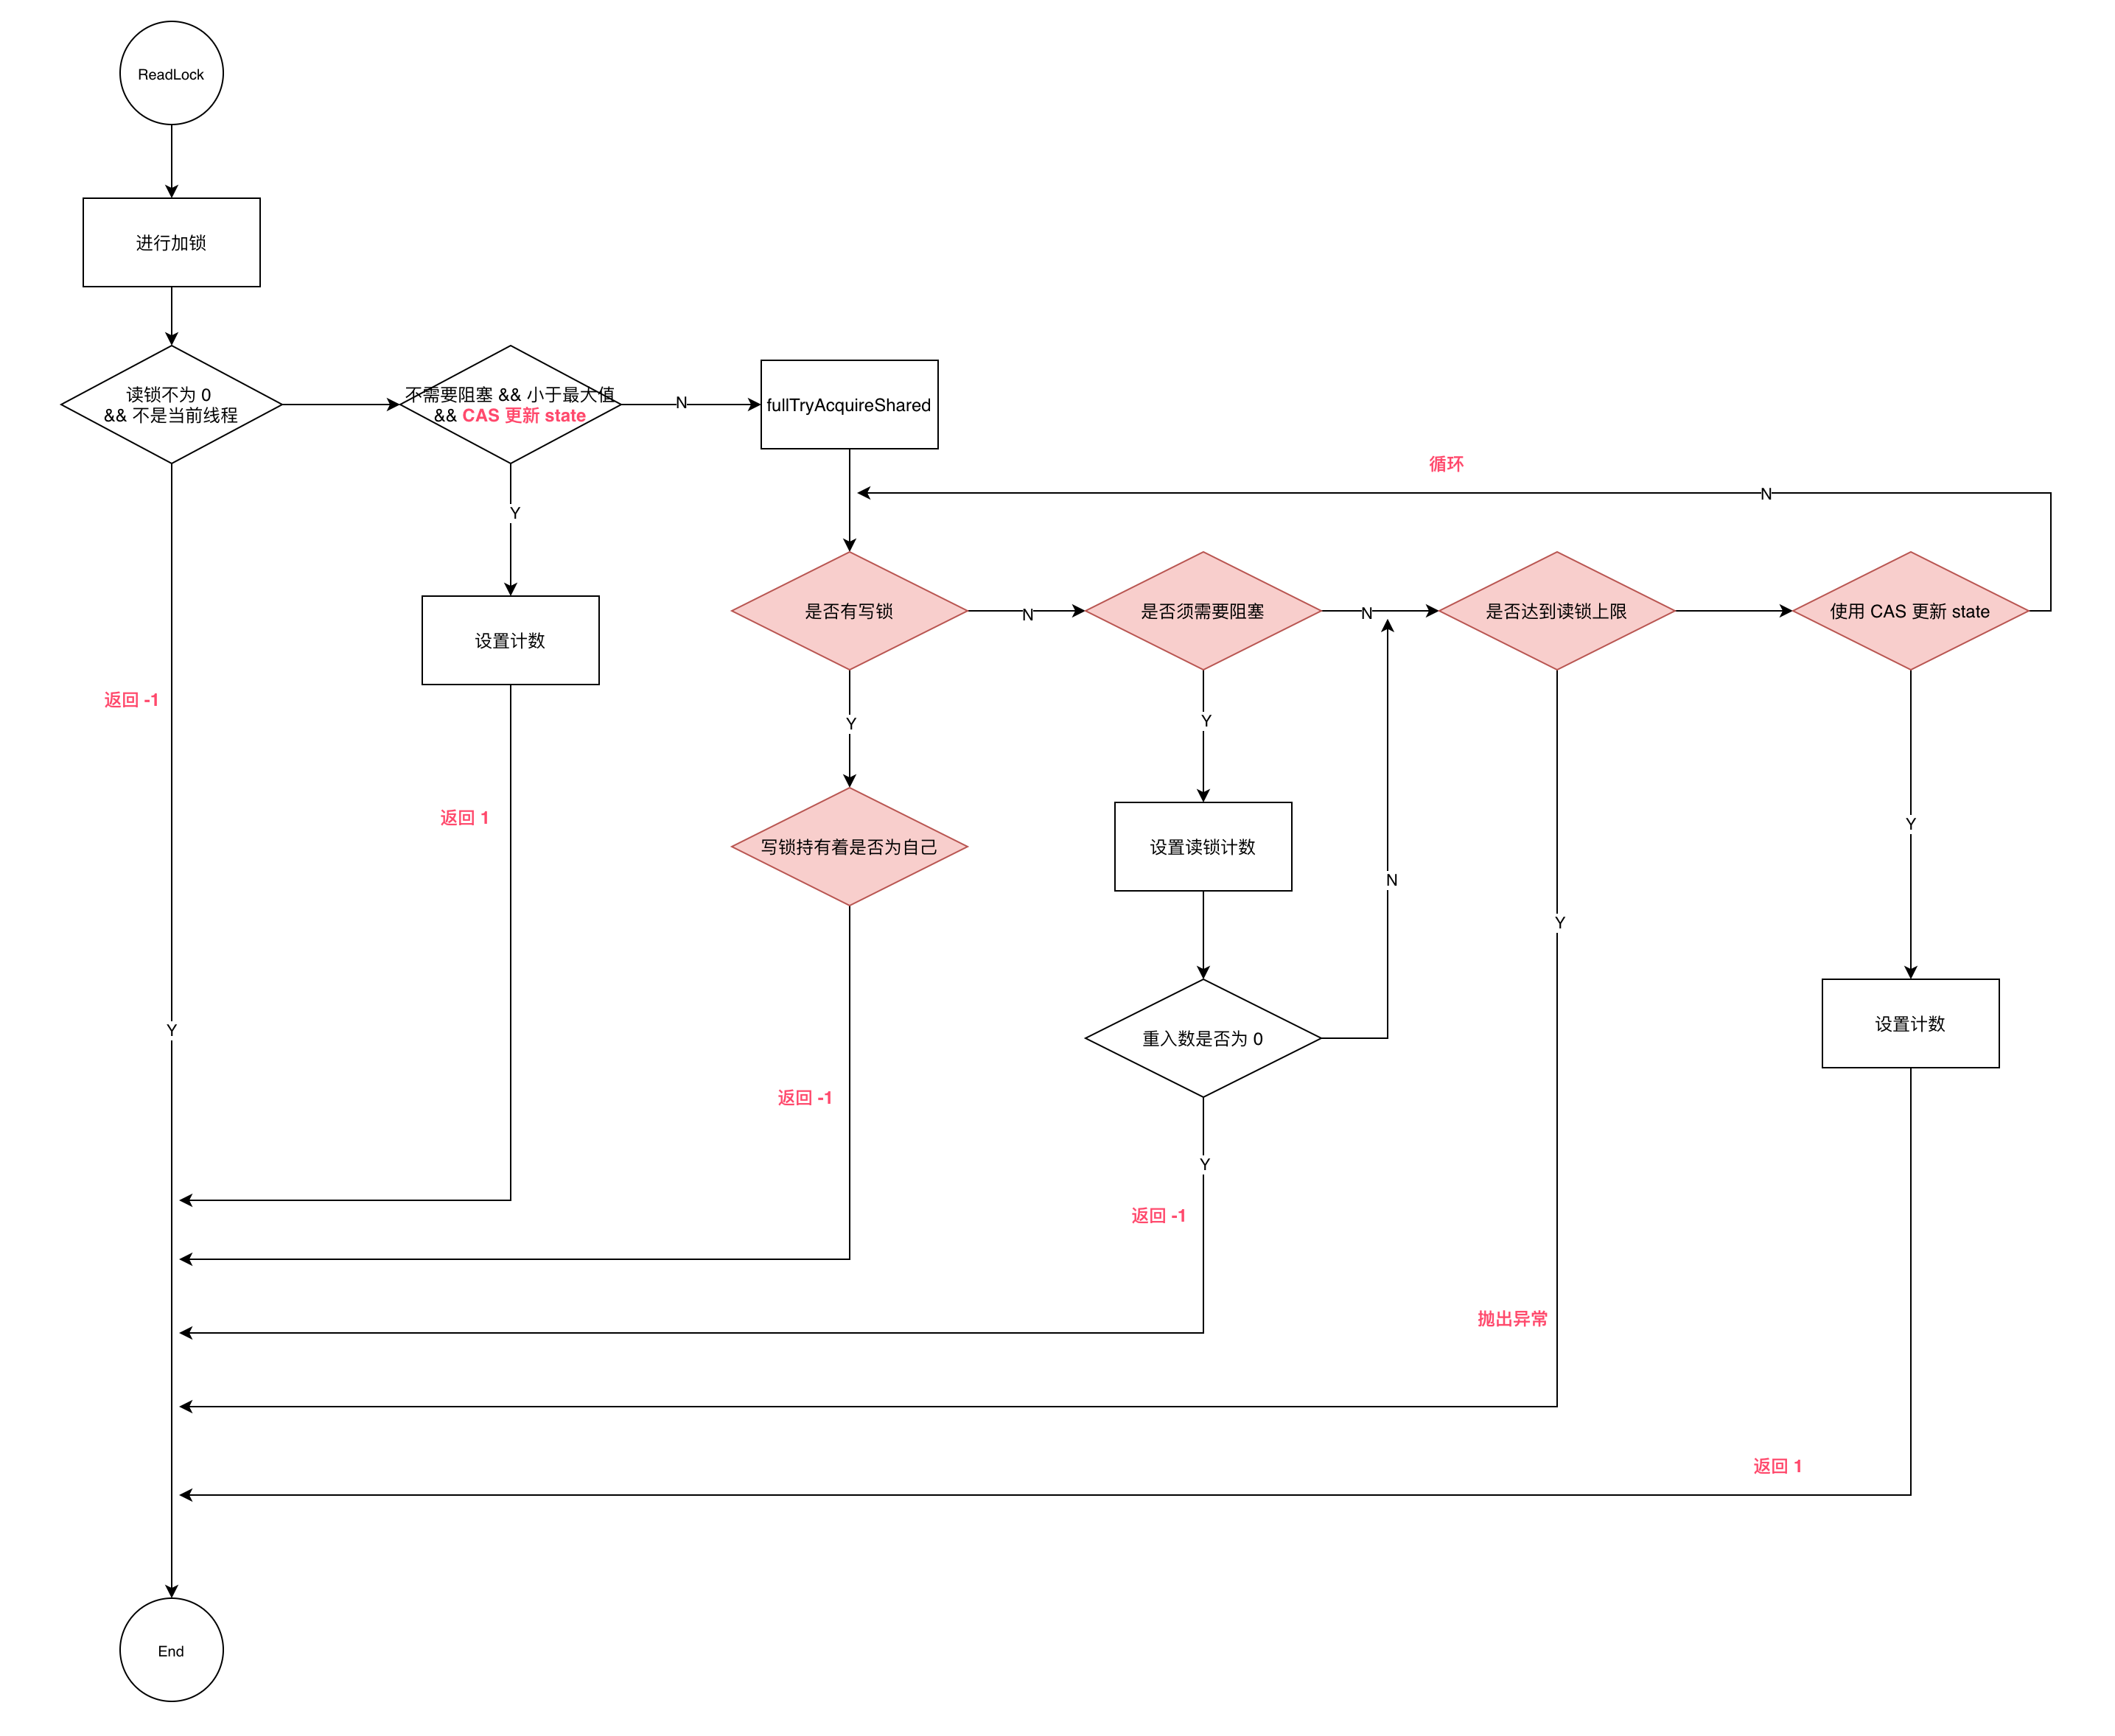 ReadLock
进行加锁
读锁不为 0
&& 不是当前线程
不需要阻塞 && 小于最大值
&& CAS 更新 state
N
fullTryAcquireShared
循环
N
Y
是否有写锁
N
是否须需要阻塞
N
是否达到读锁上限
使用 CAS 更新 state
设置计数
返回 -1
Y
Y
返回 1
写锁持有着是否为自己
设置读锁计数
N
Y
Y
Y
重入数是否为 0
设置计数
返回 -1
Y
返回 -1
抛出异常
返回 1
End